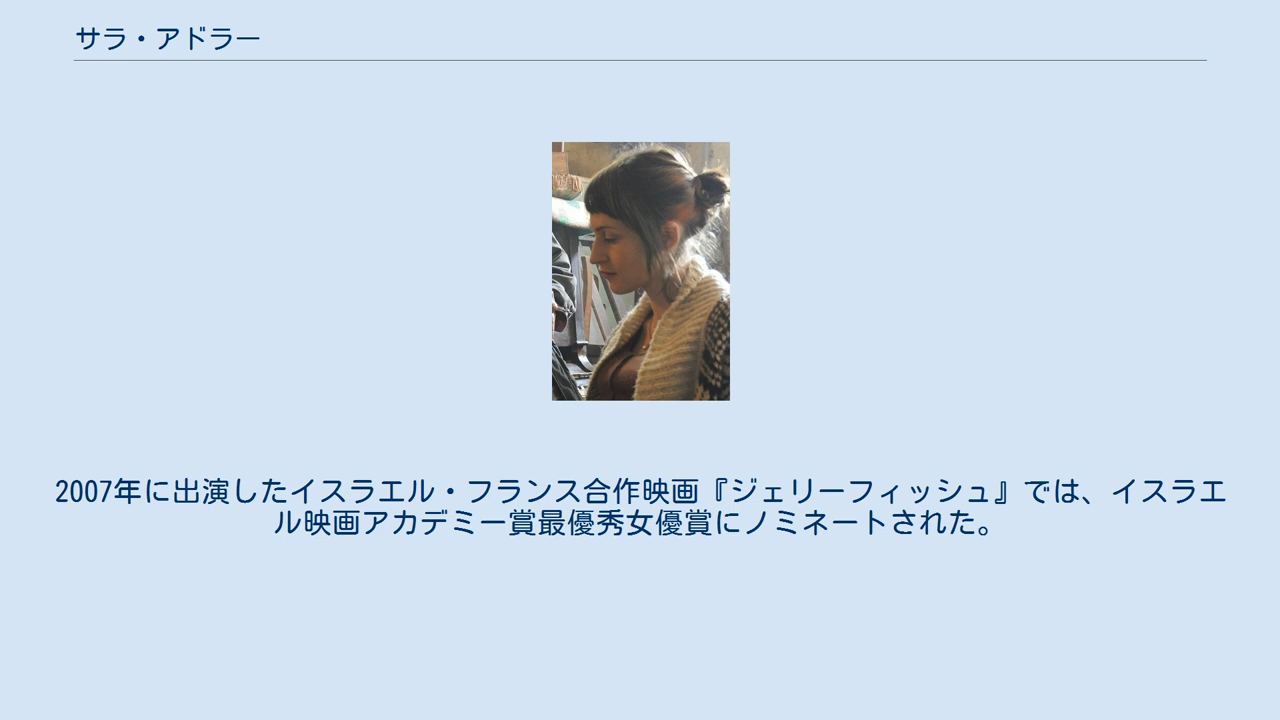 サラ・アドラー
2007年に出演したイスラエル・フランス合作映画『ジェリーフィッシュ』では、イスラエ
ル映画アカデミー賞最優秀女優賞にノミネートされた。